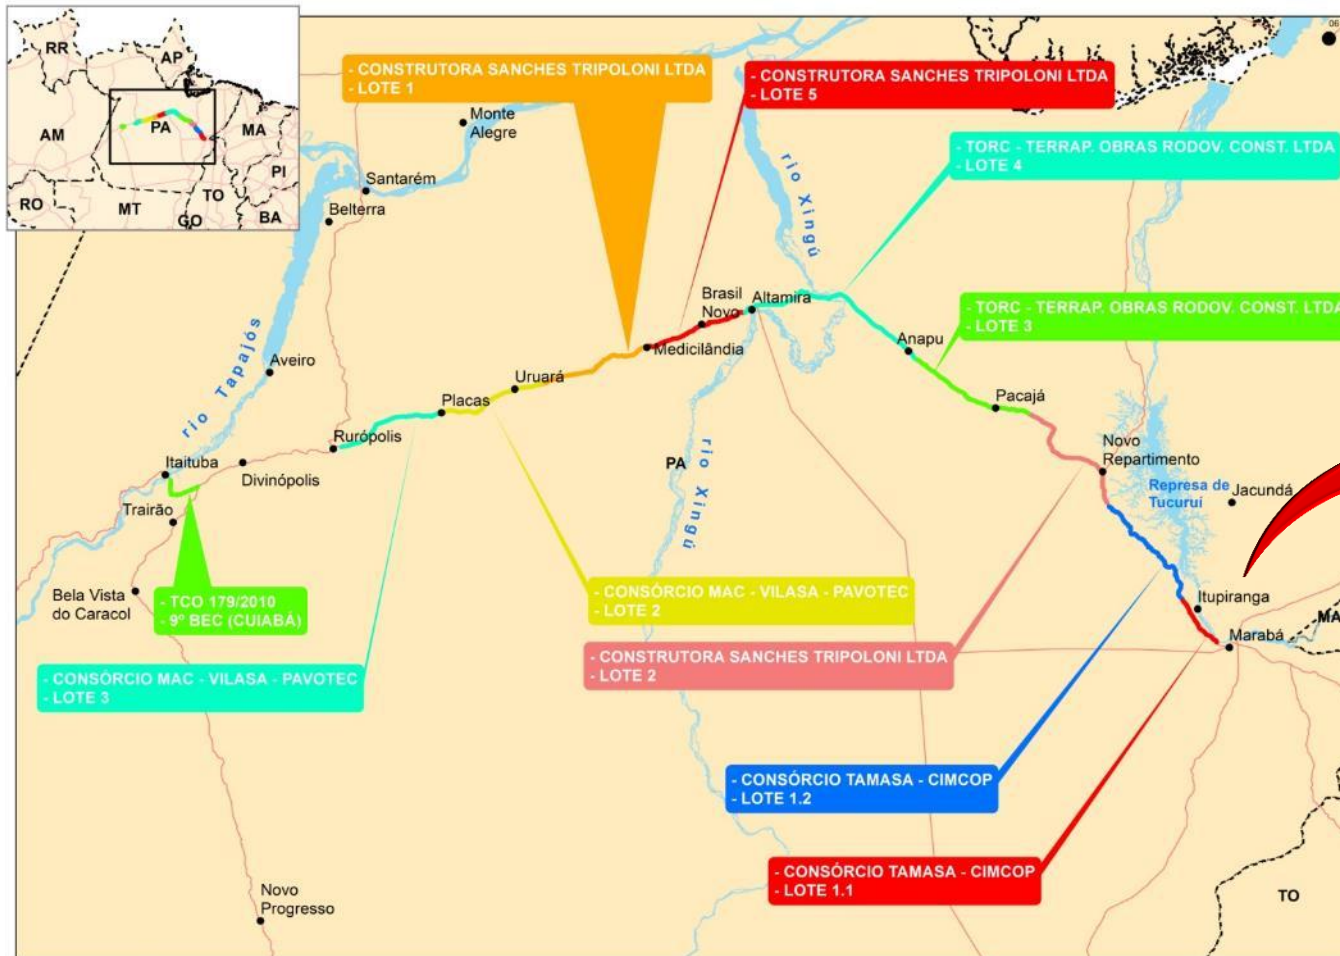 RR
AP
AM
PA
MA
PI
RO
MT
TO
GO
BA
06
- CONSTRUTORA SANCHES TRIPOLONI LTDA
- LOTE 1
- CONSTRUTORA SANCHES TRIPOLONI LTDA
- LOTE 5
- TORC - TERRAP. OBRAS RODOV. CONST. LTDA
- LOTE 4
Monte
Alegre
Santarém
Belterra
rio Xingú
rio Tapajós
Aveiro
Brasil
Novo
Altamira
Medicilândia
- TORC - TERRAP. OBRAS RODOV. CONST. LTDA
- LOTE 3
Anapu
Uruará
Placas
Pacajá
Rurópolis
Itaituba
Divinópolis
Trairão
PA
rio Xingú
Novo
Repartimento
Represa de
Tucuruí
Jacundá
Bela Vista
do Caracol
- TCO 179/2010
- 9º BEC (CUIABÁ)
- CONSÓRCIO MAC - VILASA - PAVOTEC
- LOTE 2
Itupiranga
MA
Marabá
- CONSTRUTORA SANCHES TRIPOLONI LTDA
- LOTE 2
- CONSÓRCIO MAC - VILASA - PAVOTEC
- LOTE 3
- CONSÓRCIO TAMASA - CIMCOP
- LOTE 1.2
- CONSÓRCIO TAMASA - CIMCOP
- LOTE 1.1
Novo
Progresso
TO